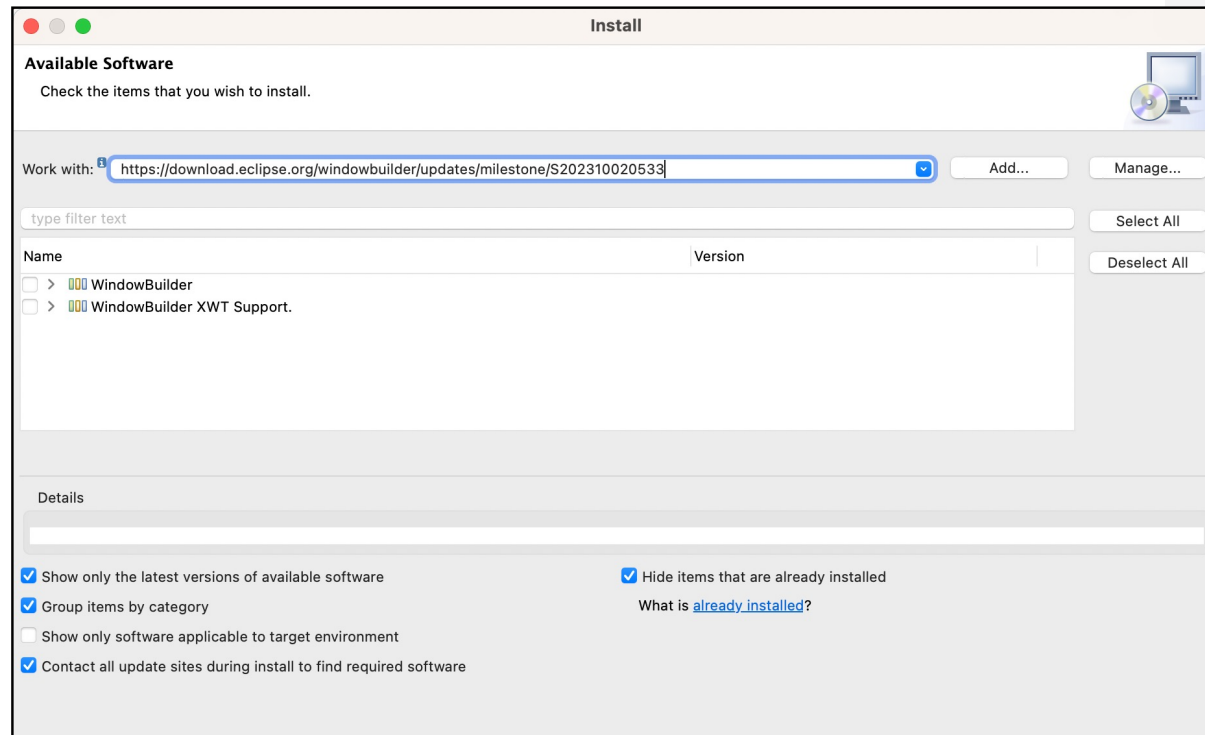 Install
Available Software
Check the items that you wish to install.
Work with: https://download.eclipse.org/windowbuilder/updates/milestone/S202310020533 Add... Manage...
type filter text Select All
Name Version Deselect All
WindowBuilder
WindowBuilder XWT Support.
Details
Show only the latest versions of available software Hide items that are already installed
Group items by category What is already installed?
Show only software applicable to target environment
Contact all update sites during install to find required software